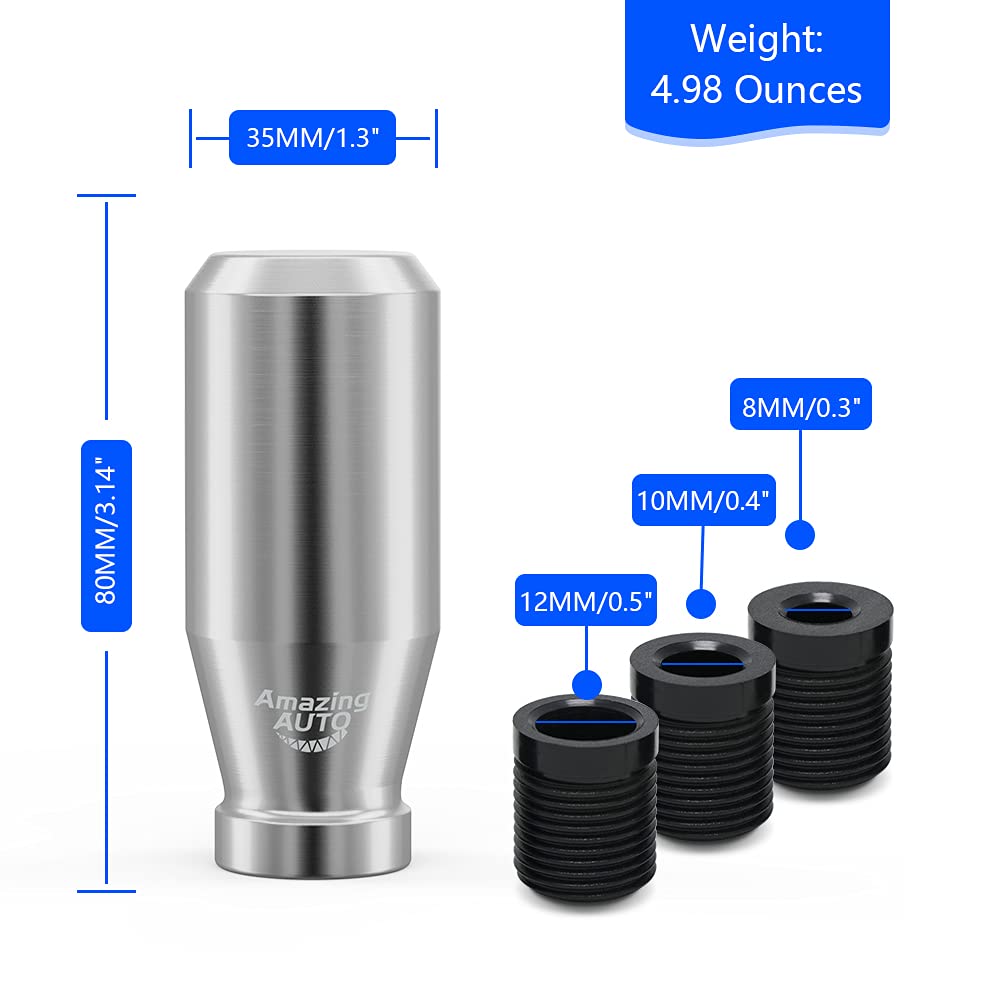 Weight:
4.98 Ounces
35MM/1.3"
80MM/3.14"
8MM/0.3"
10MM/0.4"
12MM/0.5"
Amazing
AUTO